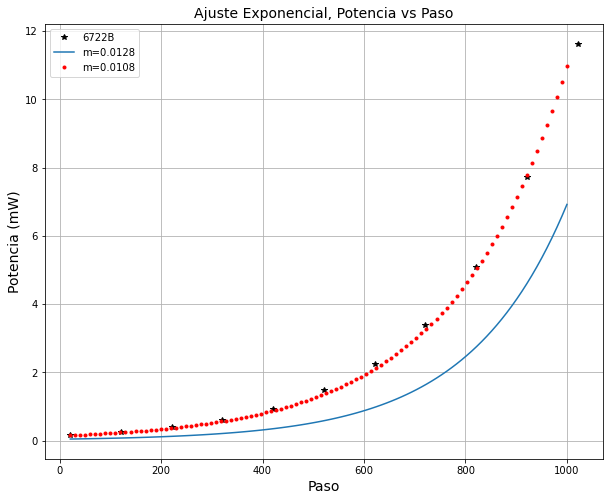 Ajuste Exponencial, Potencia vs Paso
6722B
m=0.0128
m=0.0108
12
10
8
6
4
2
0
Potencia (mW)
0 200 400 600 800 1000
Paso